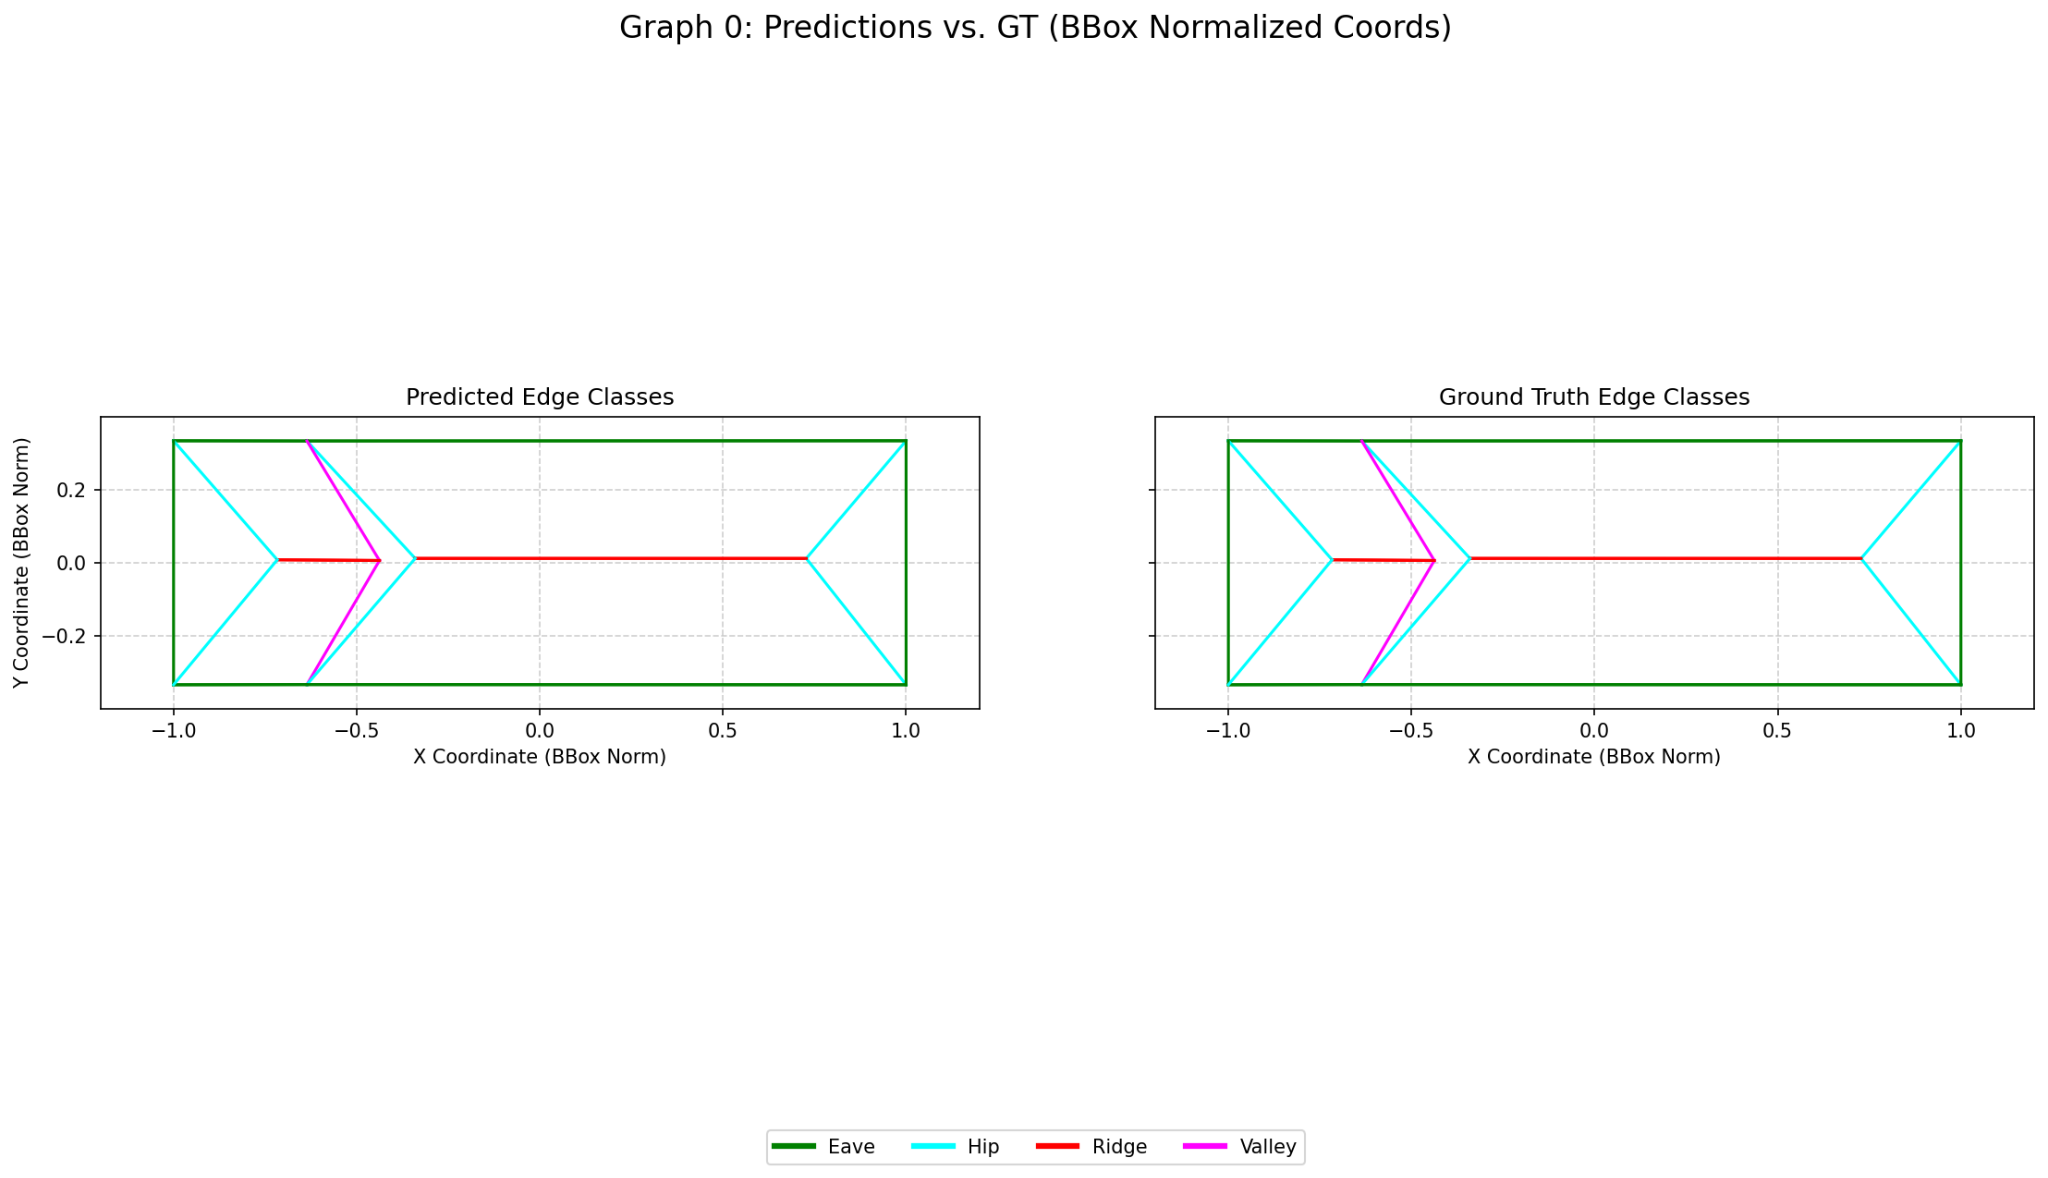 Graph 0: Predictions vs. GT (BBox Normalized Coords)
Predicted Edge Classes
Y Coordinate (BBox Norm)
0.2
0.0
−0.2
−1.0 −0.5 0.0 0.5 1.0
X Coordinate (BBox Norm)
Ground Truth Edge Classes
−1.0 −0.5 0.0 0.5 1.0
X Coordinate (BBox Norm)
Eave Hip Ridge Valley